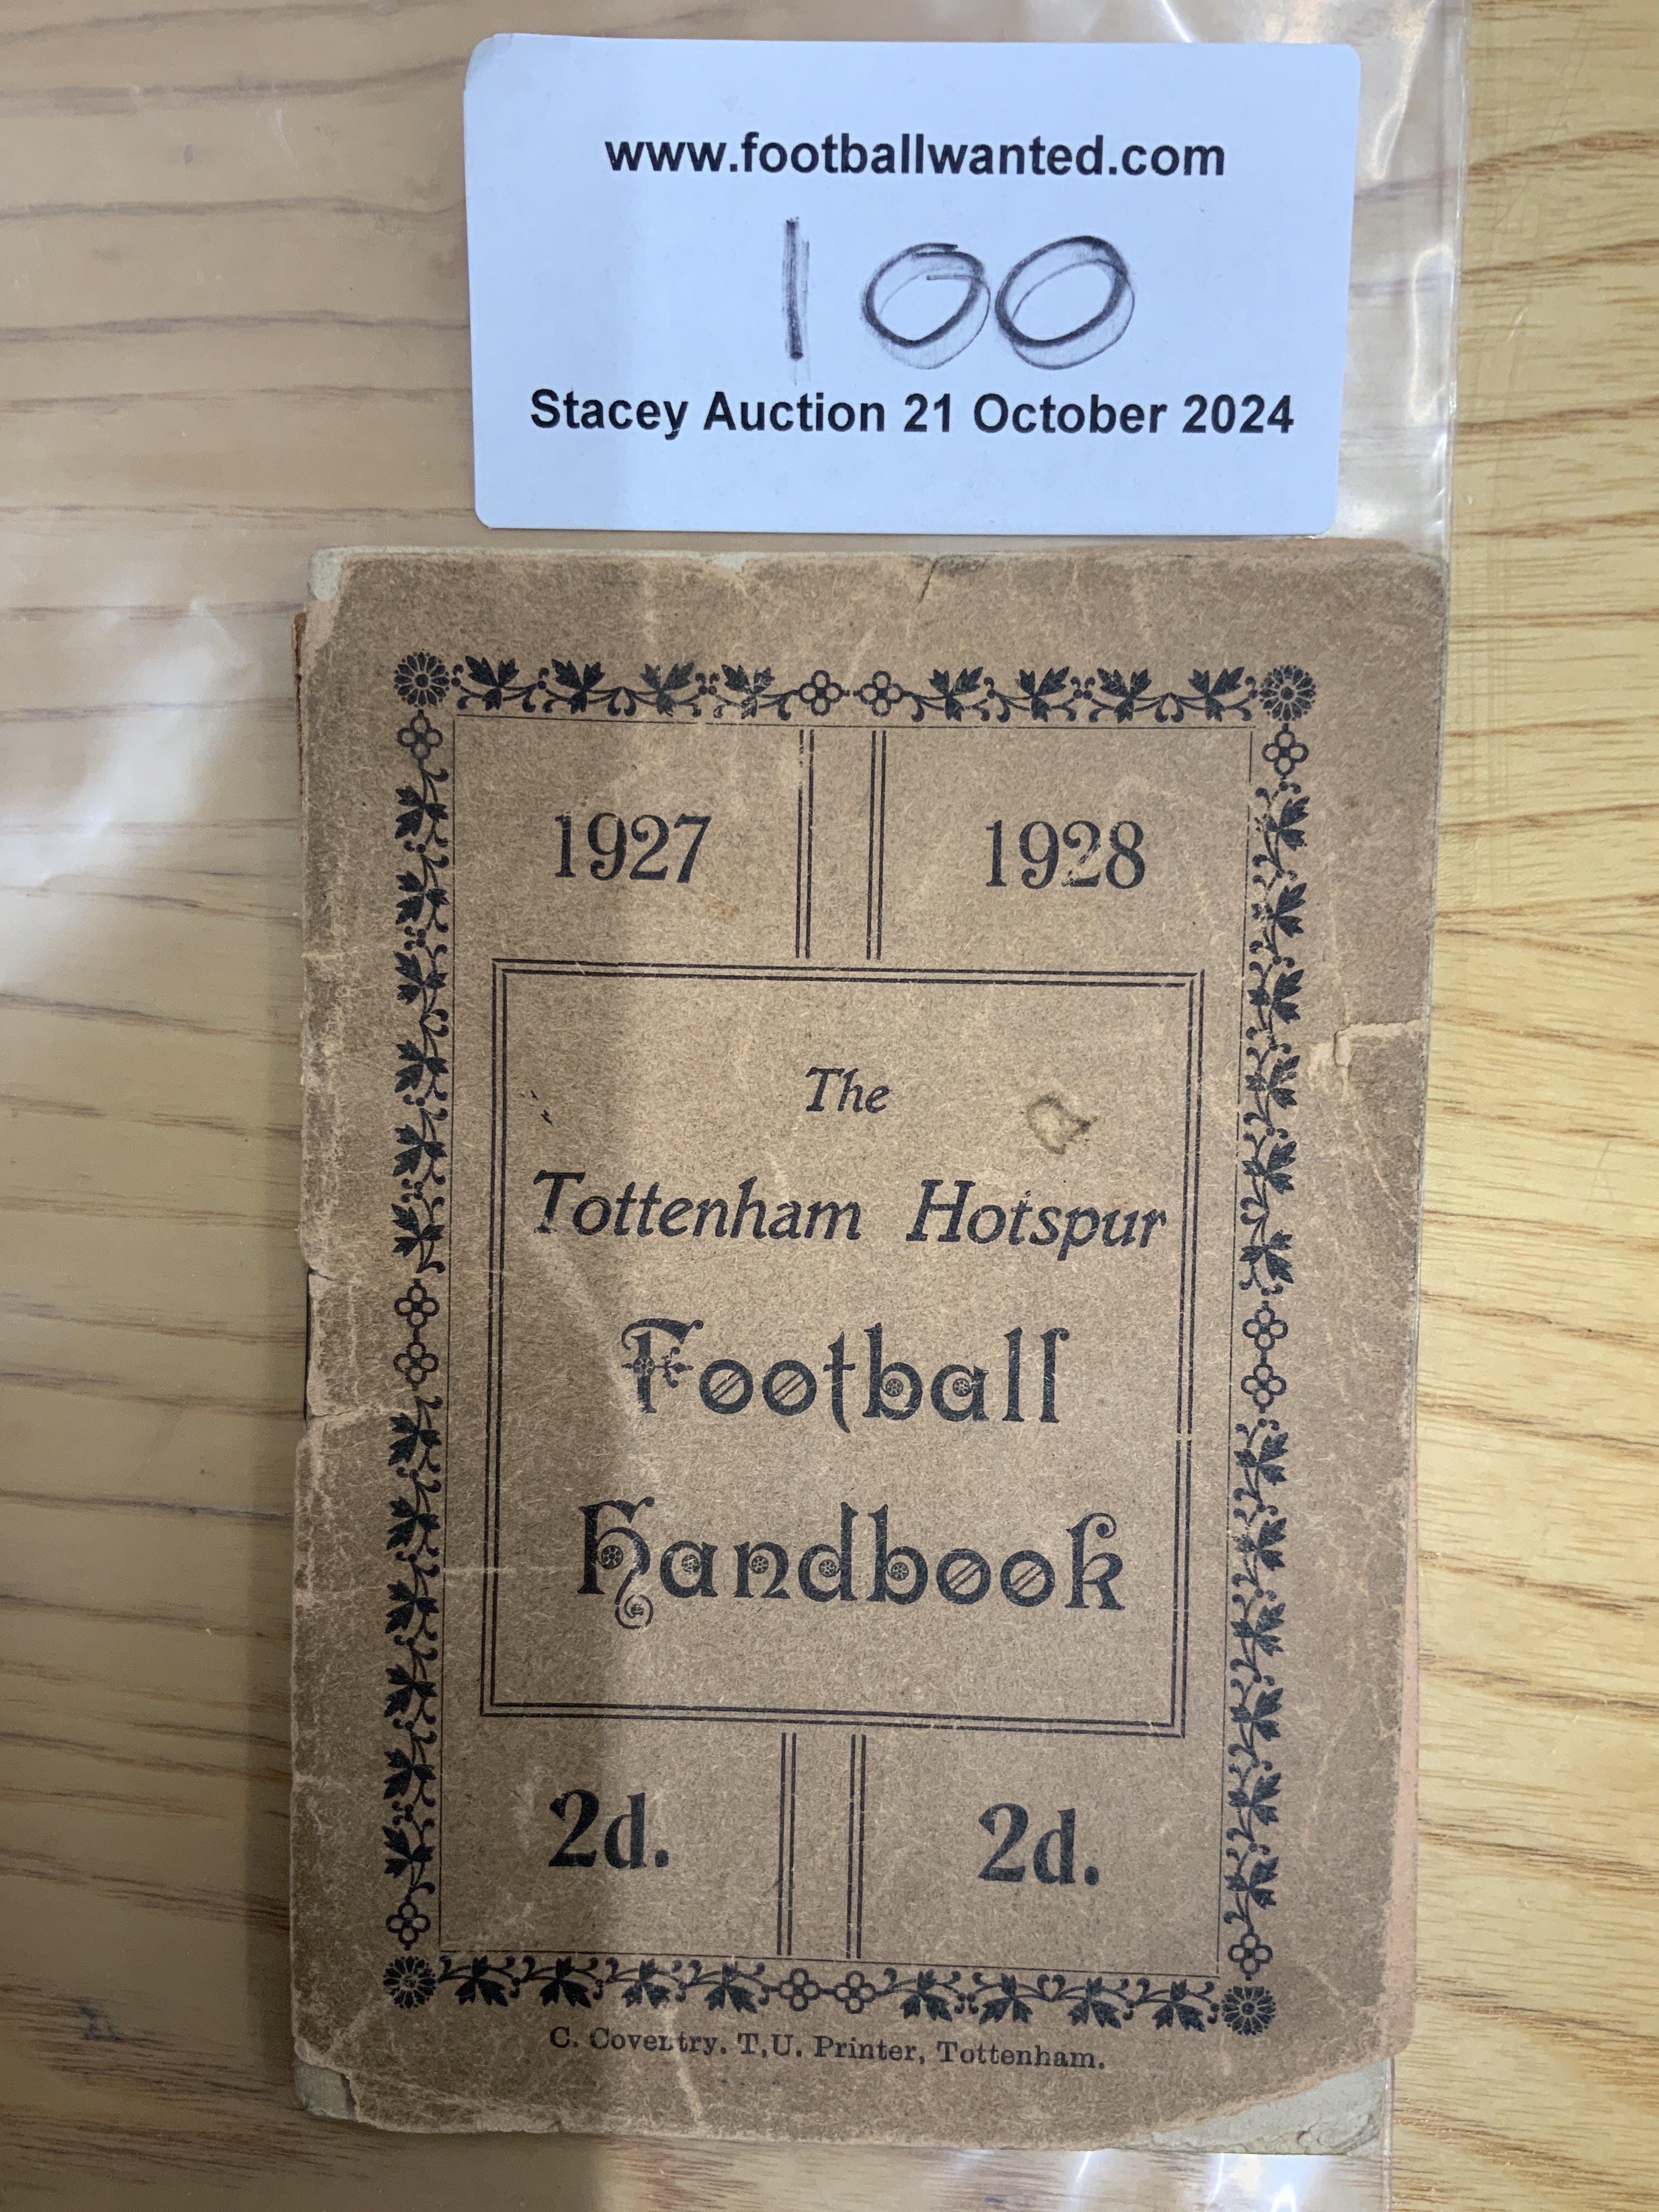 www.footballwanted.com
100
Stacey Auction 21 October 2024
1927 1928
The
Tottenham Hotspur
Football
Handbook
2d. 2d.
C. Coventry. T.U. Printer, Tottenham.